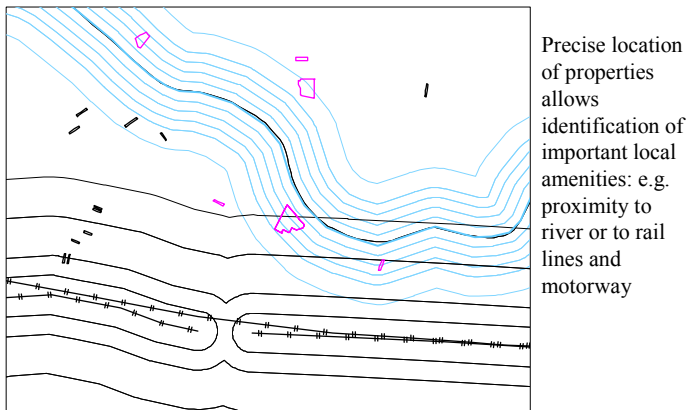 Precise location
of properties
allows
identification of
important local
amenities: e.g.
proximity to
river or to rail
lines and
motorway